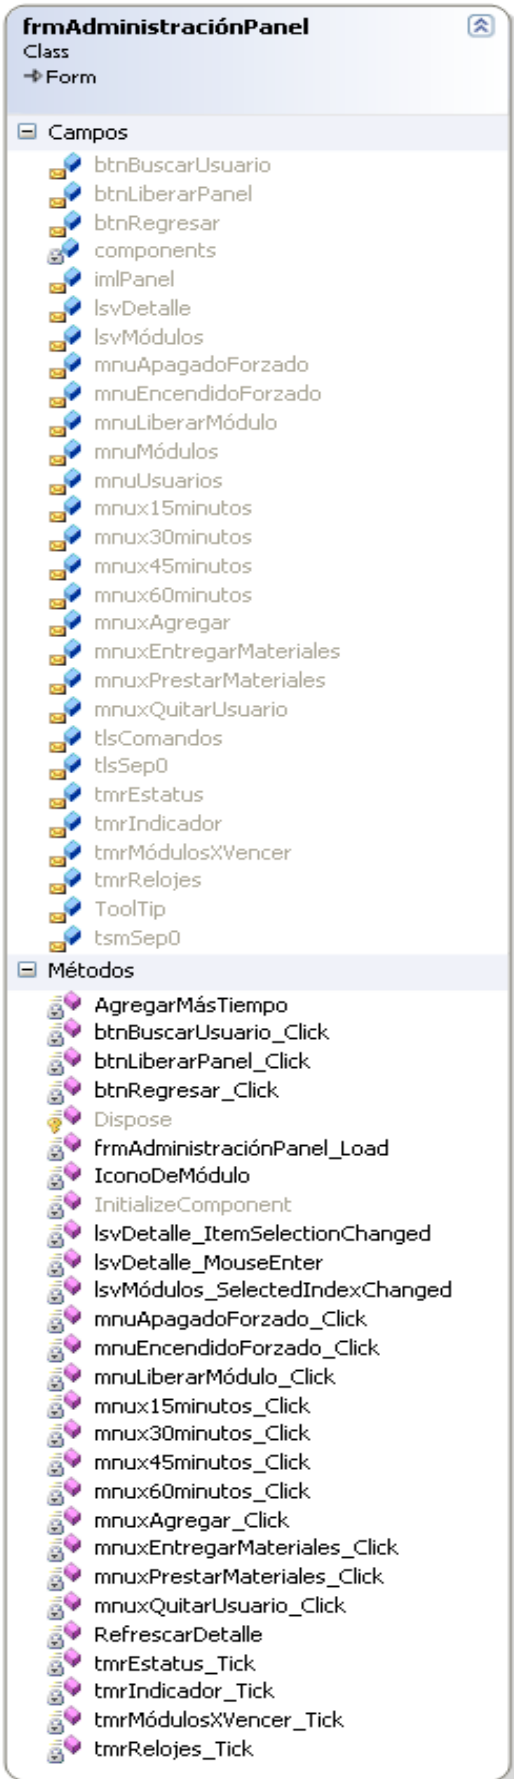 frmAdministraciónPanel
Class
Form
Campos
btnBuscarUsuario
btnLiberarPanel
btnRegresar
components
imlPanel
lsvDetalle
lsvMódulos
mnuApagadoForzado
mnuEncendidoForzado
mnuLiberarMódulo
mnuMódulos
mnuUsuarios
mnux15minutos
mnux30minutos
mnux45minutos
mnux60minutos
mnuxAgregar
mnuxEntregarMateriales
mnuxPrestarMateriales
mnuxQuitarUsuario
tlsComandos
tlsSep0
tmrEstatus
tmrIndicador
tmrMódulosXVencer
tmrRelojes
ToolTip
tsmSep0
Métodos
AgregarMásTiempo
btnBuscarUsuario_Click
btnLiberarPanel_Click
btnRegresar_Click
Dispose
frmAdministraciónPanel_Load
IconoDeMódulo
InitializeComponent
lsvDetalle_ItemSelectionChanged
lsvDetalle_MouseEnter
lsvMódulos_SelectedIndexChanged
mnuApagadoForzado_Click
mnuEncendidoForzado_Click
mnuLiberarMódulo_Click
mnux15minutos_Click
mnux30minutos_Click
mnux45minutos_Click
mnux60minutos_Click
mnuxAgregar_Click
mnuxEntregarMateriales_Click
mnuxPrestarMateriales_Click
mnuxQuitarUsuario_Click
RefrescarDetalle
tmrEstatus_Tick
tmrIndicador_Tick
tmrMódulosXVencer_Tick
tmrRelojes_Tick